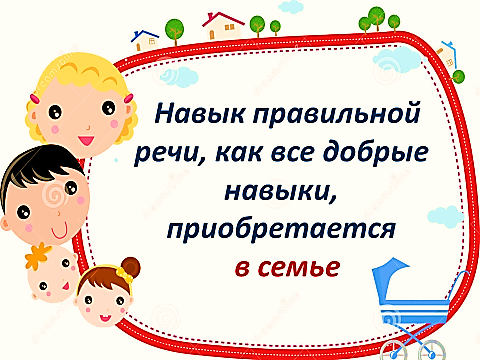 Навык правильной
речи, как все добрые
навыки,
приобретается
в семье